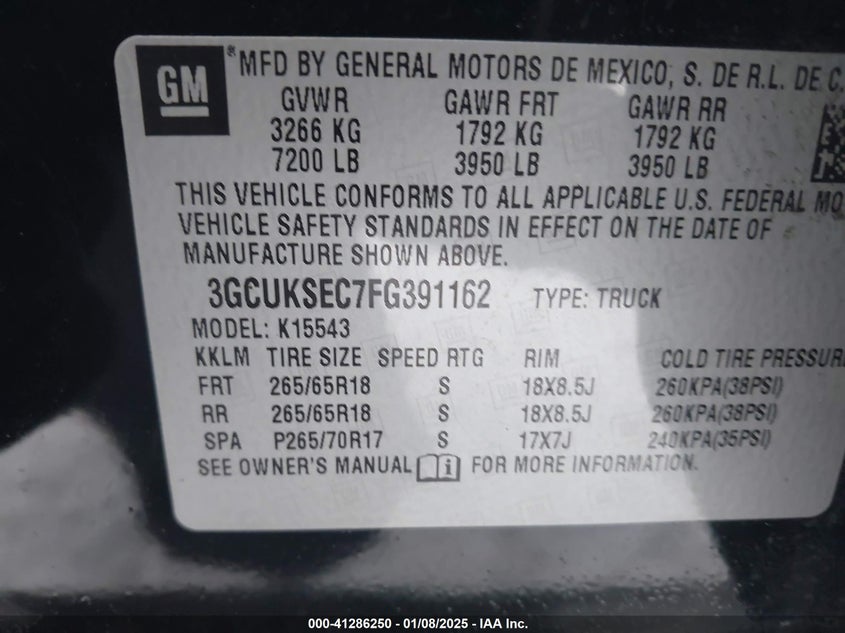 GM ® MFD BY GENERAL MOTORS DE MEXICO, S. DE R.L. DE C.
GVWR GAWR FRT GAWR RR
3266 KG 1792 KG 1792 KG
7200 LB 3950 LB 3950 LB
THIS VEHICLE CONFORMS TO ALL APPLICABLE U.S. FEDERAL MO
VEHICLE SAFETY STANDARDS IN EFFECT ON THE DATE OF
MANUFACTURE SHOWN ABOVE.
3GCUKSEC7FG391162 TYPE: TRUCK
MODEL: K15543
KKLM TIRE SIZE SPEED RTG RIM COLD TIRE PRESSURE
FRT 265/65R18 S 18X8.5J 260KPA(38PSI)
RR 265/65R18 S 18X8.5J 260KPA(38PSI)
SPA P265/70R17 S 17X7J 240KPA(35PSI)
SEE OWNER'S MANUAL i FOR MORE INFORMATION.
000-41286250 - 01/08/2025 - IAA Inc.